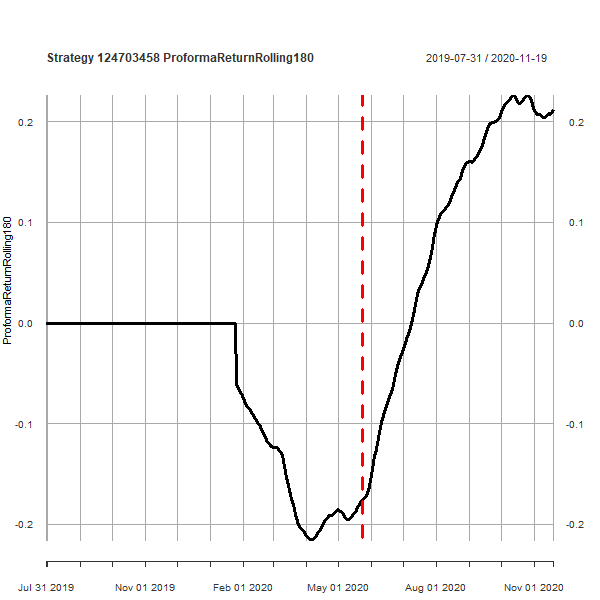 Strategy 124703458 ProformaReturnRolling180
2019-07-31 / 2020-11-19
ProformaReturnRolling180
0.2
0.2
0.1
0.1
0.0
0.0
-0.1
-0.1
-0.2
-0.2
Jul 31 2019
Nov 01 2019
Feb 01 2020
May 01 2020
Aug 01 2020
Nov 01 2020